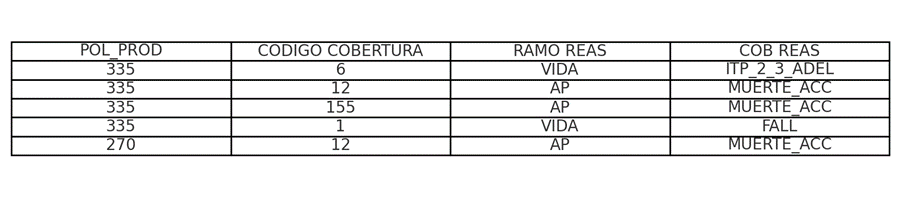 POL_PROD CODIGO COBERTURA RAMO REAS COB REAS
335 6 VIDA ITP_2_3_ADEL
335 12 AP MUERTE_ACC
335 155 AP MUERTE_ACC
335 1 VIDA FALL
270 12 AP MUERTE_ACC